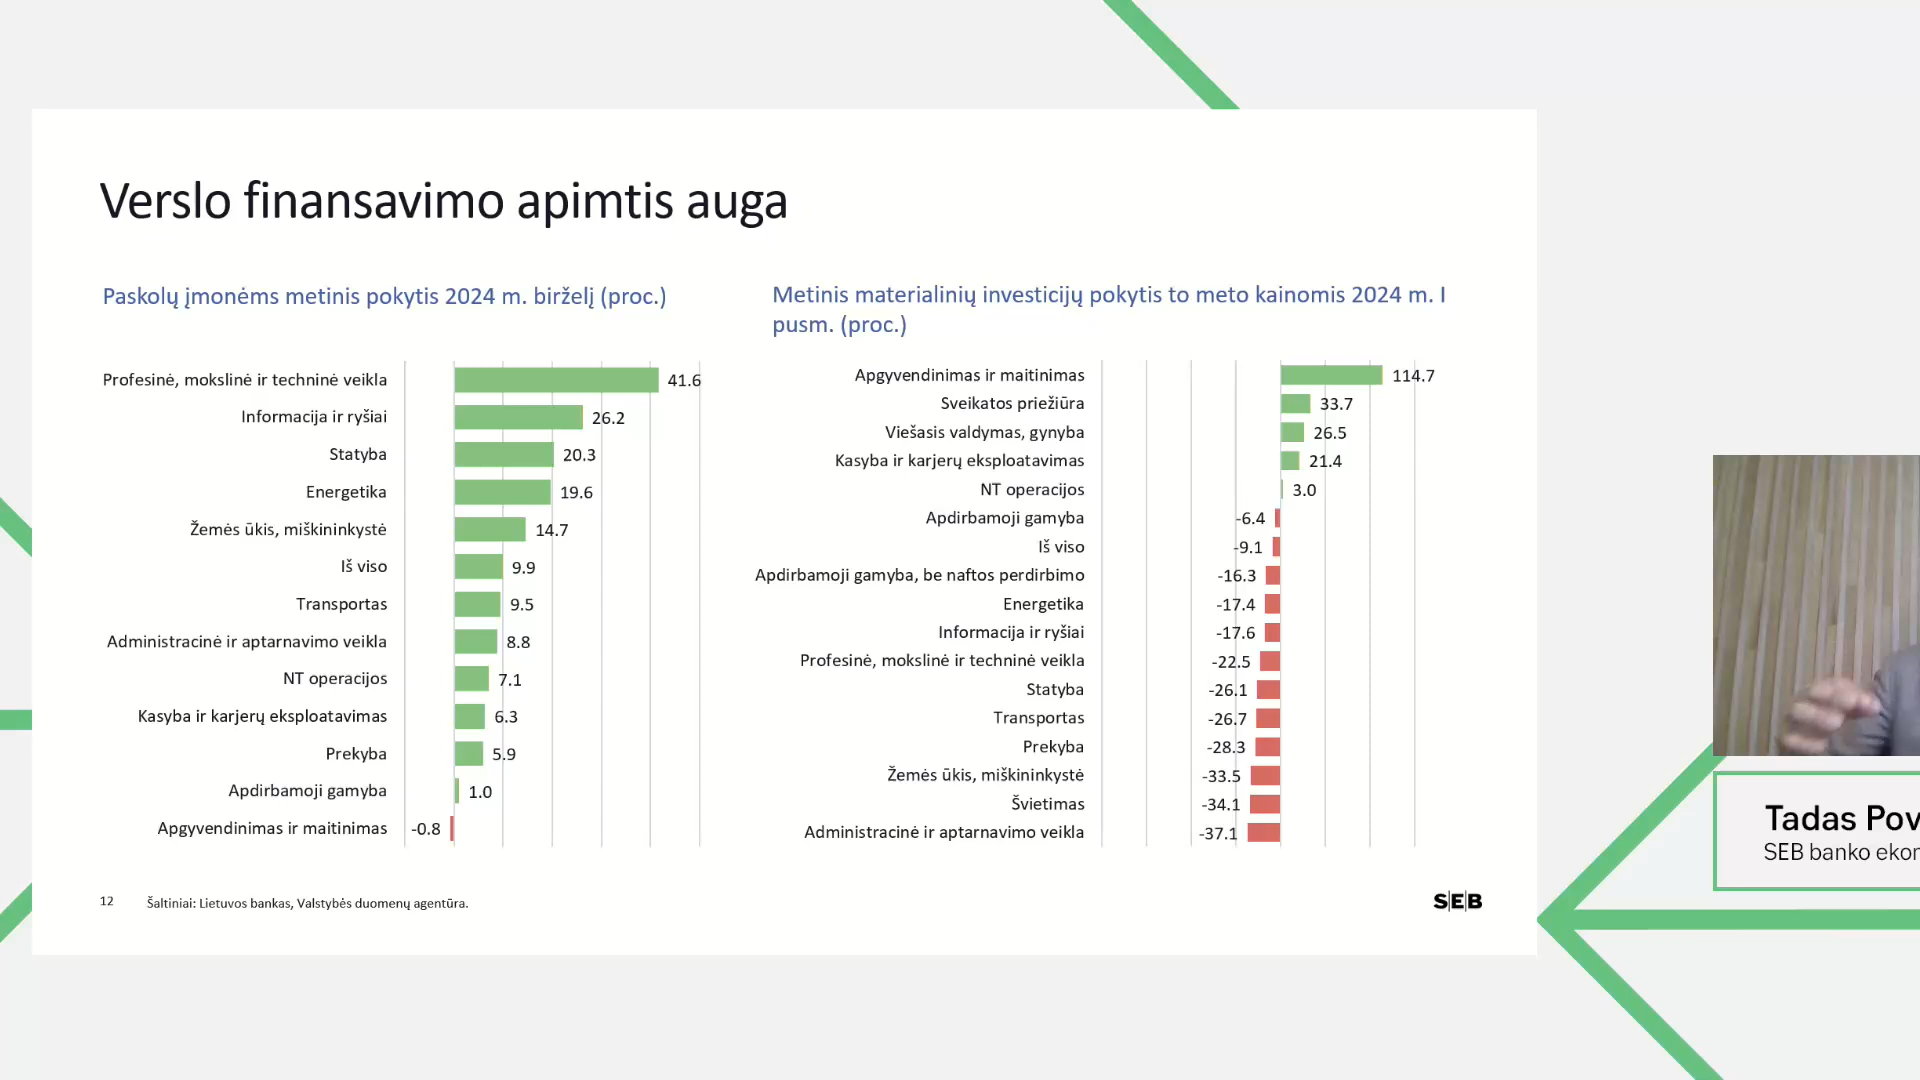 Verslo finansavimo apimtis auga
Paskolų įmonėms metinis pokytis 2024 m. birželį (proc.)
Profesinė, mokslinė ir techninė veikla 41.6
Informacija ir ryšiai 26.2
Statyba 20.3
Energetika 19.6
Žemės ūkis, miškininkystė 14.7
Iš viso 9.9
Transportas 9.5
Administracinė ir aptarnavimo veikla 8.8
NT operacijos 7.1
Kasyba ir karjerų eksploatavimas 6.3
Prekyba 5.9
Apdirbamoji gamyba 1.0
Apgyvendinimas ir maitinimas -0.8
Metinis materialinių investicijų pokytis to meto kainomis 2024 m. I
pusm. (proc.)
Apgyvendinimas ir maitinimas 114.7
Sveikatos priežiūra 33.7
Viešasis valdymas, gynyba 26.5
Kasyba ir karjerų eksploatavimas 21.4
NT operacijos 3.0
Apdirbamoji gamyba -6.4
Iš viso -9.1
Apdirbamoji gamyba, be naftos perdirbimo -16.3
Energetika -17.4
Informacija ir ryšiai -17.6
Profesinė, mokslinė ir techninė veikla -22.5
Statyba -26.1
Transportas -26.7
Prekyba -28.3
Žemės ūkis, miškininkystė -33.5
Švietimas -34.1
Administracinė ir aptarnavimo veikla -37.1
12 Šaltiniai: Lietuvos bankas, Valstybės duomenų agentūra.
SEB
Tadas Pov
SEB banko ekon